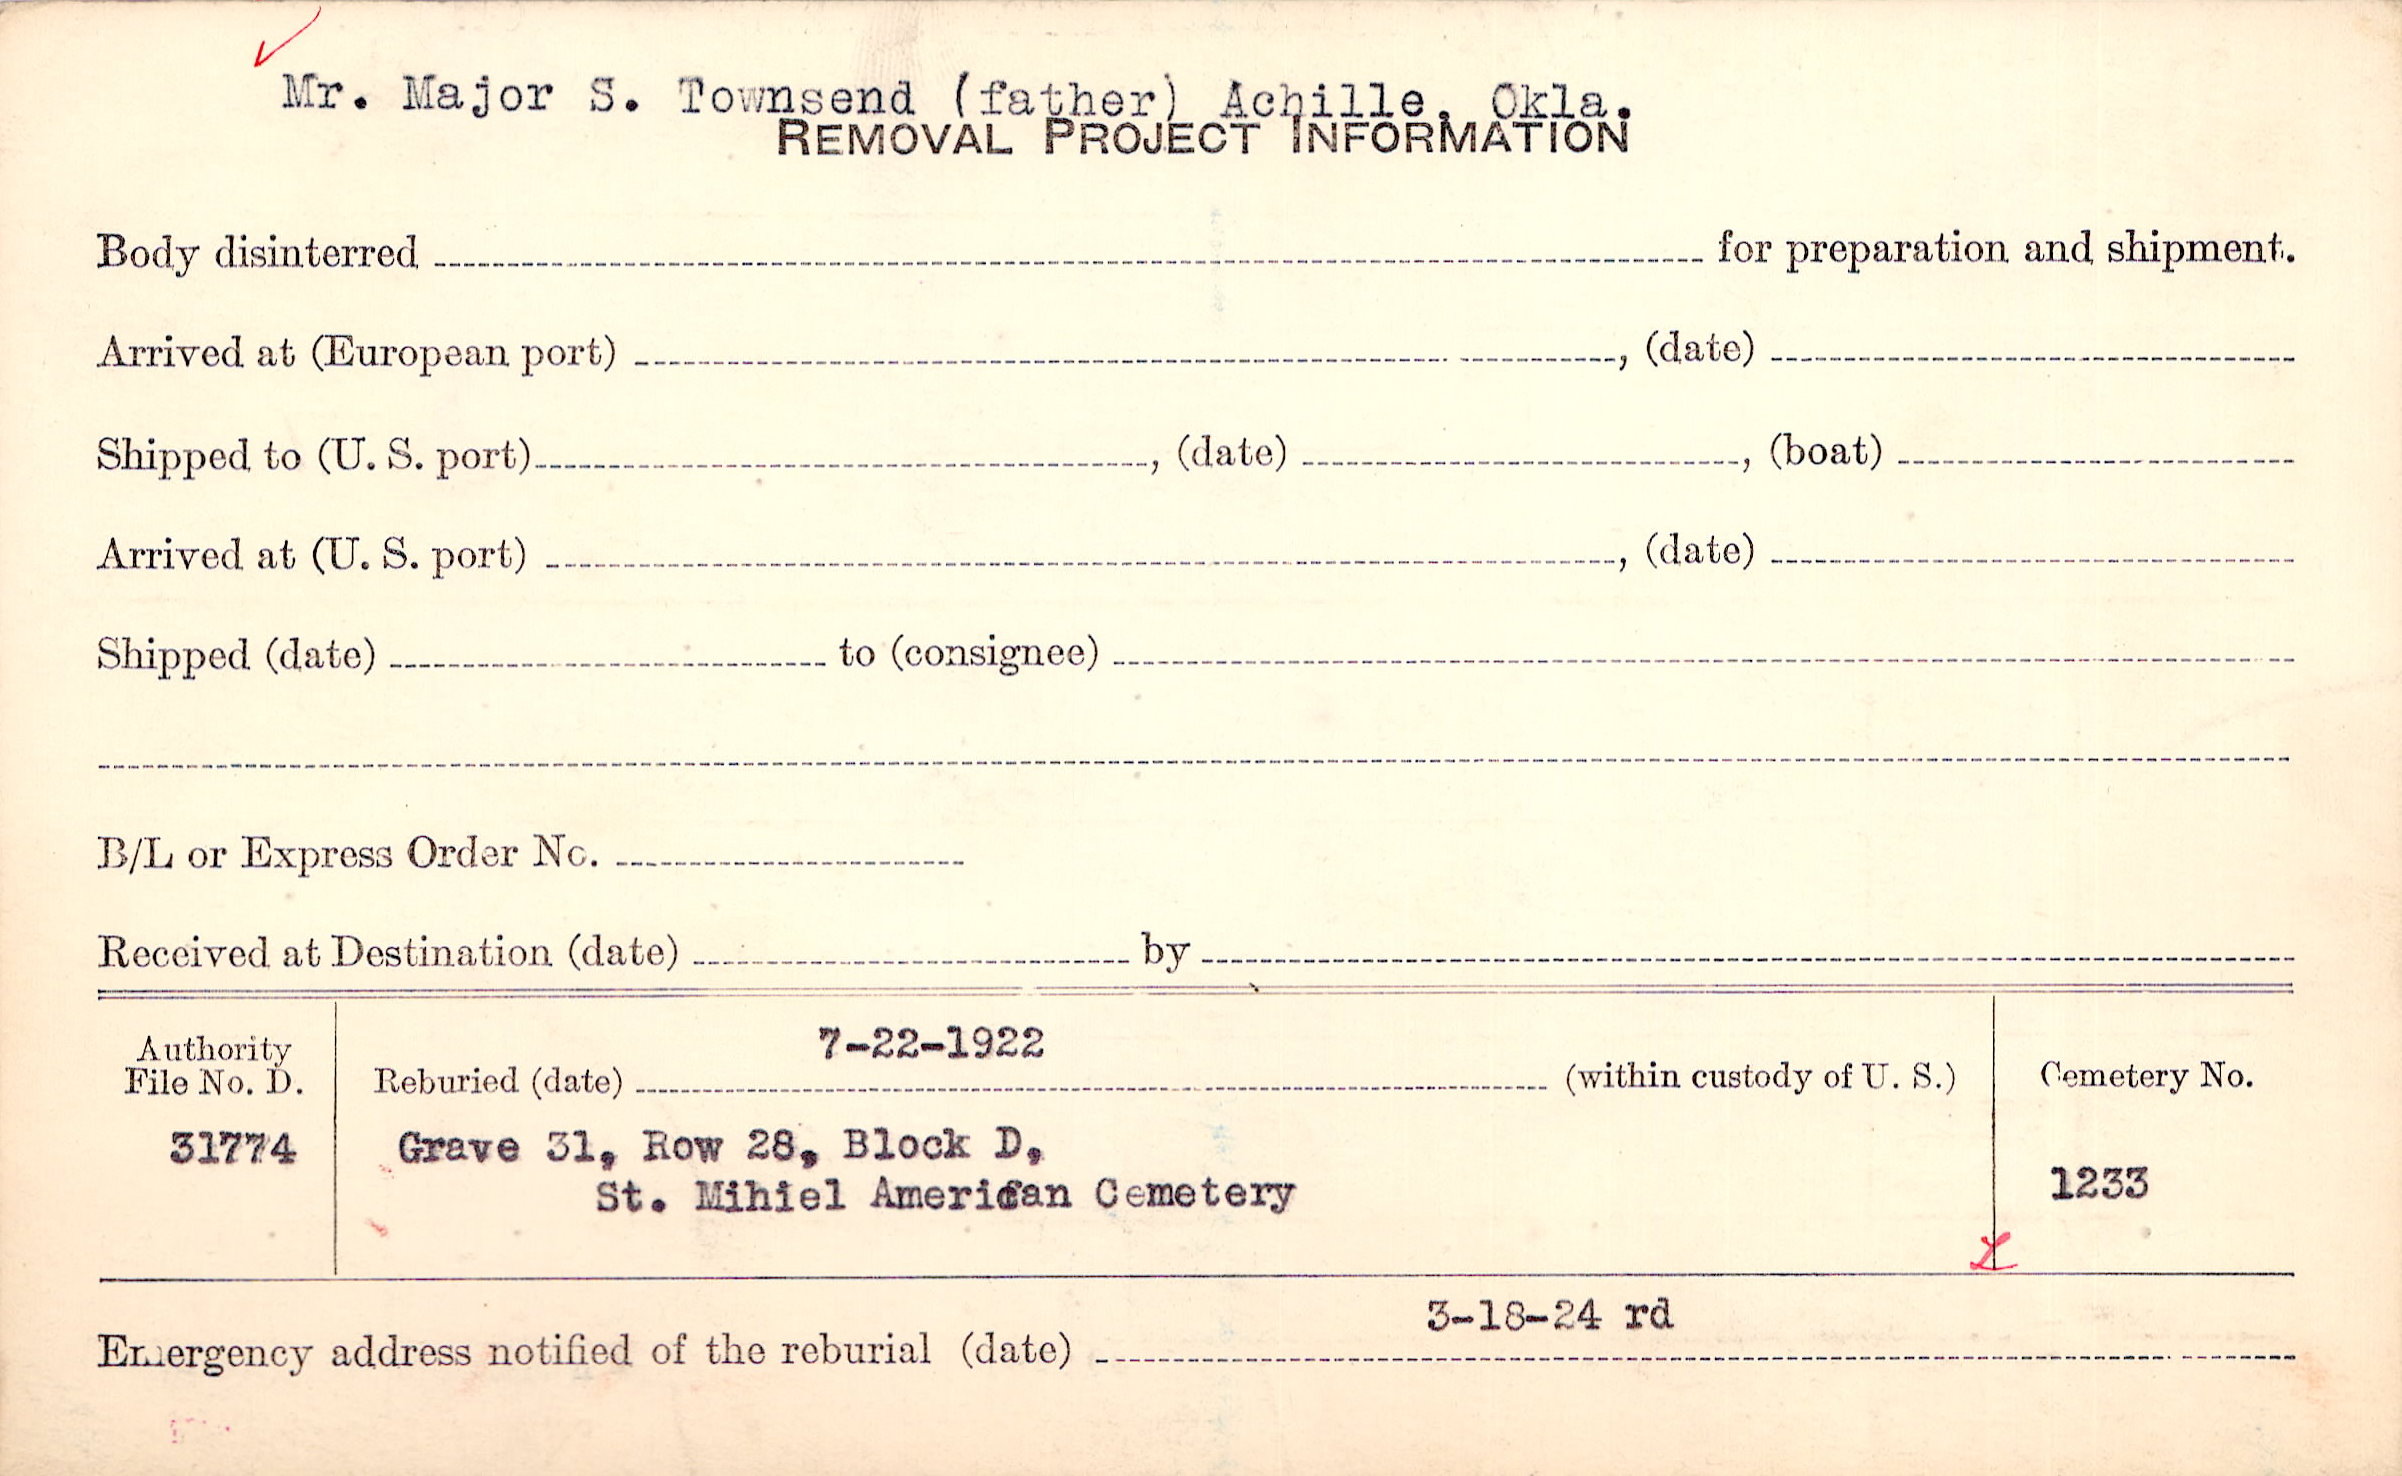 Mr. Major S. Townsend (father) Achille, Okla.
REMOVAL PROJECT INFORMATION
Body disinterred for preparation and shipment.
Arrived at (European port) , (date)
Shipped to (U. S. port) , (date) , (boat)
Arrived at (U. S. port) , (date)
Shipped (date) to (consignee)
B/L or Express Order No.
Received at Destination (date) by
Authority
File No. D.
31774
7-22-1922
Reburied (date) (within custody of U. S.)
Grave 31, Row 28, Block D,
St. Mihiel American Cemetery
Cemetery No.
1233
3-18-24 rd
Emergency address notified of the reburial (date)